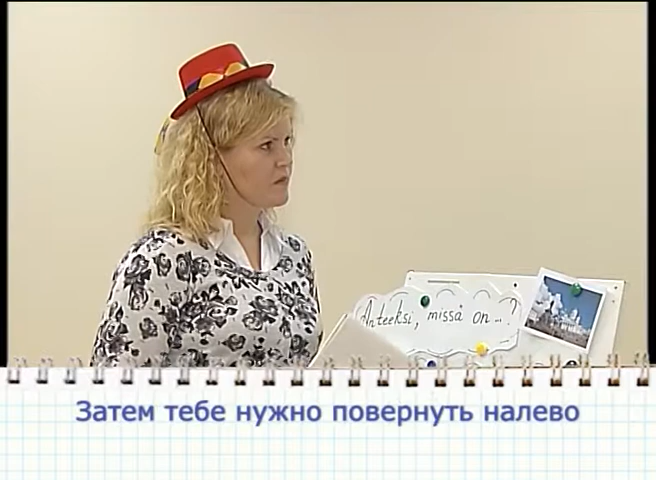 Anteeksi, missä on ...?
Затем тебе нужно повернуть налево